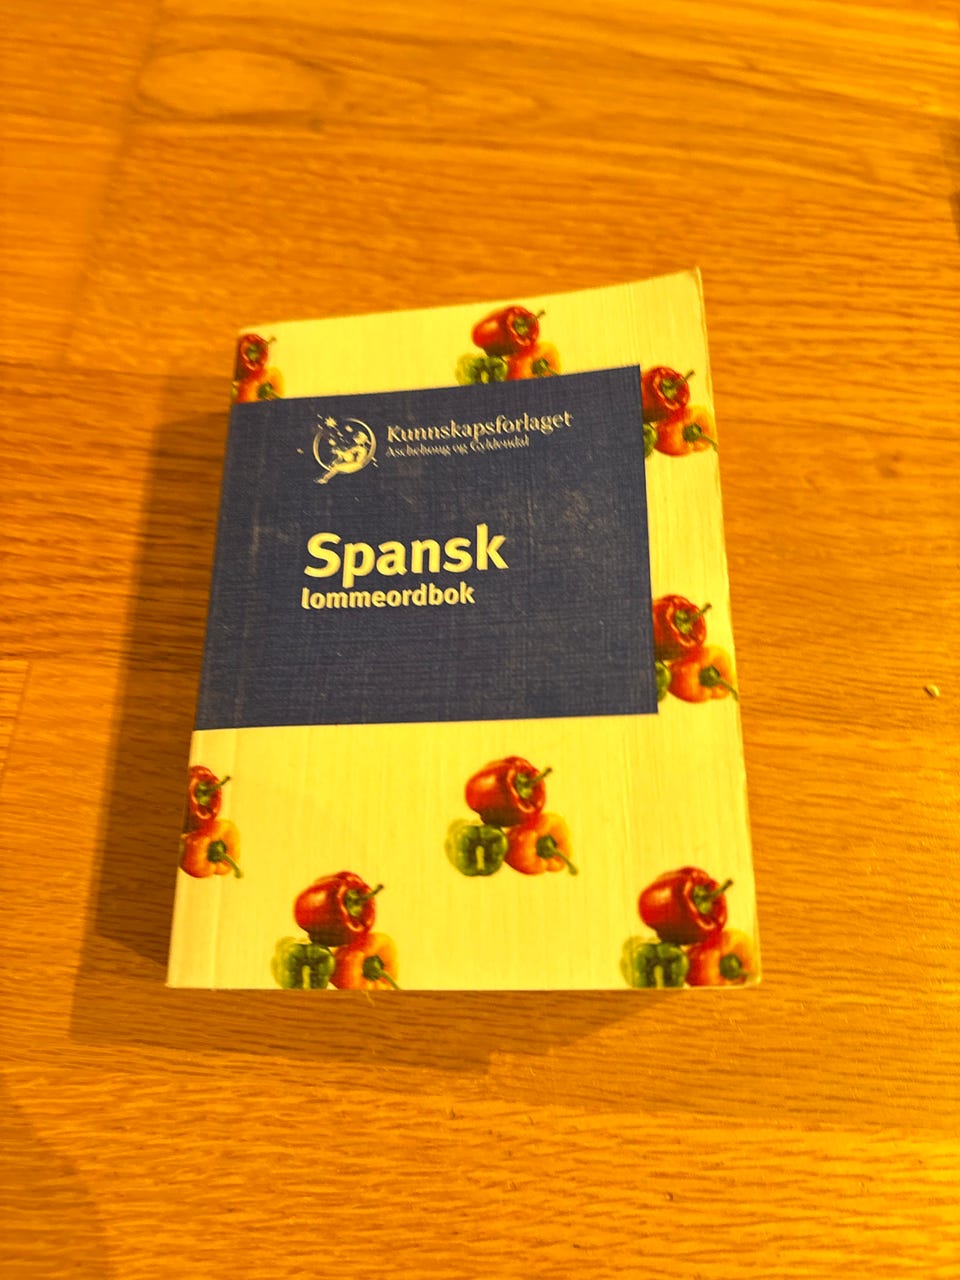 Kunnskapsforlaget
Aschehoug og Gyldendal
Spansk
lommeordbok